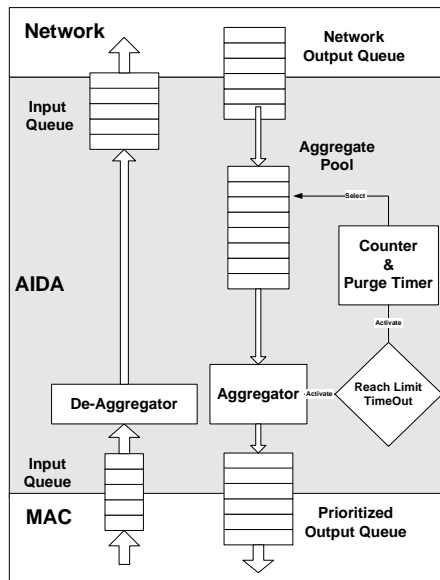 Network
Network
Output Queue
Input
Queue
Aggregate
Pool
Select
Counter
&
Purge Timer
AIDA
Activate
De-Aggregator
Aggregator
Activate
Reach Limit
TimeOut
Input
Queue
MAC
Prioritized
Output Queue